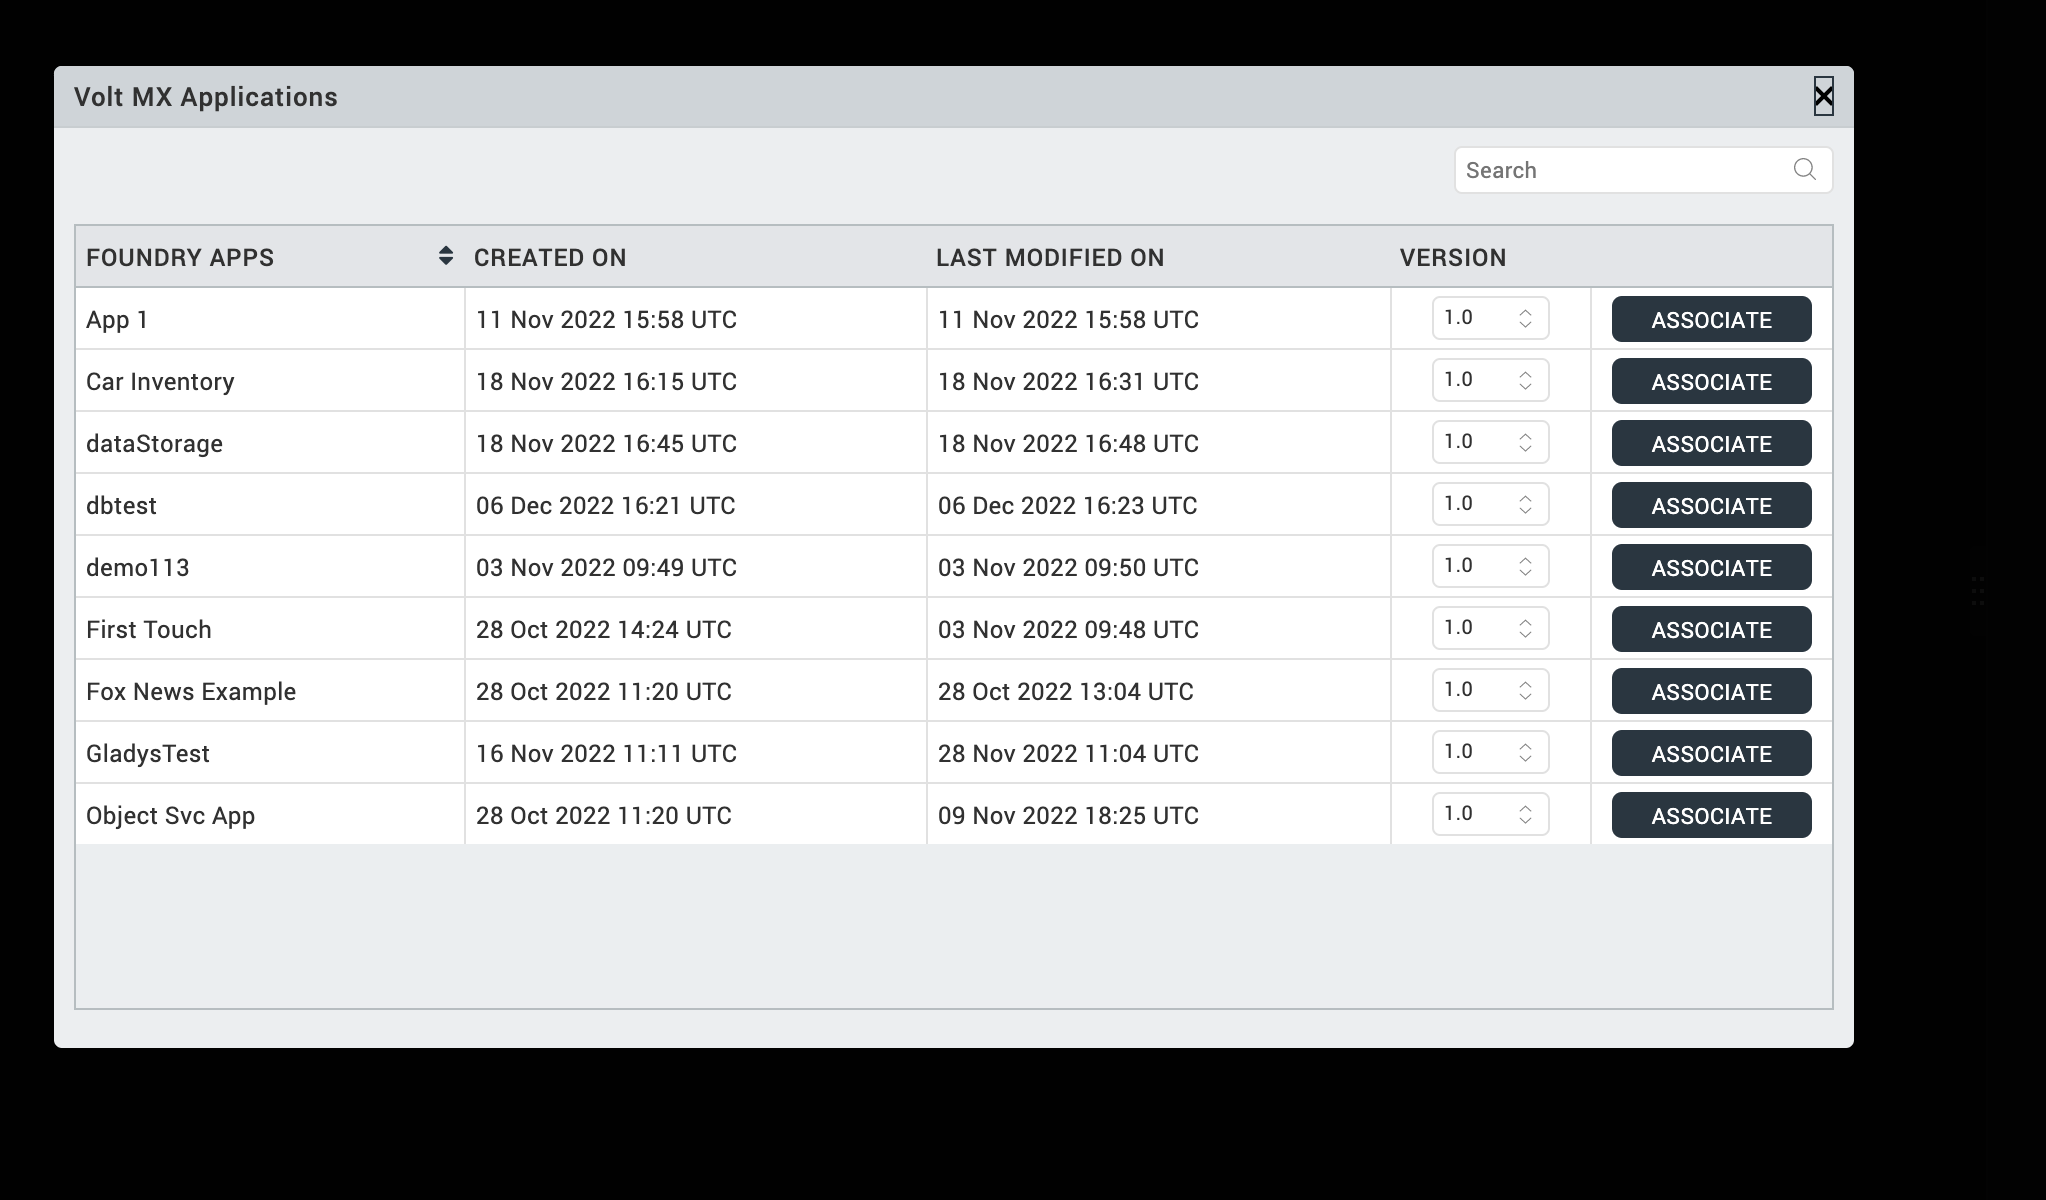 Volt MX Applications
Search
FOUNDRY APPS CREATED ON LAST MODIFIED ON VERSION
App 1 11 Nov 2022 15:58 UTC 11 Nov 2022 15:58 UTC 1.0 ASSOCIATE
Car Inventory 18 Nov 2022 16:15 UTC 18 Nov 2022 16:31 UTC 1.0 ASSOCIATE
dataStorage 18 Nov 2022 16:45 UTC 18 Nov 2022 16:48 UTC 1.0 ASSOCIATE
dbtest 06 Dec 2022 16:21 UTC 06 Dec 2022 16:23 UTC 1.0 ASSOCIATE
demo113 03 Nov 2022 09:49 UTC 03 Nov 2022 09:50 UTC 1.0 ASSOCIATE
First Touch 28 Oct 2022 14:24 UTC 03 Nov 2022 09:48 UTC 1.0 ASSOCIATE
Fox News Example 28 Oct 2022 11:20 UTC 28 Oct 2022 13:04 UTC 1.0 ASSOCIATE
GladysTest 16 Nov 2022 11:11 UTC 28 Nov 2022 11:04 UTC 1.0 ASSOCIATE
Object Svc App 28 Oct 2022 11:20 UTC 09 Nov 2022 18:25 UTC 1.0 ASSOCIATE